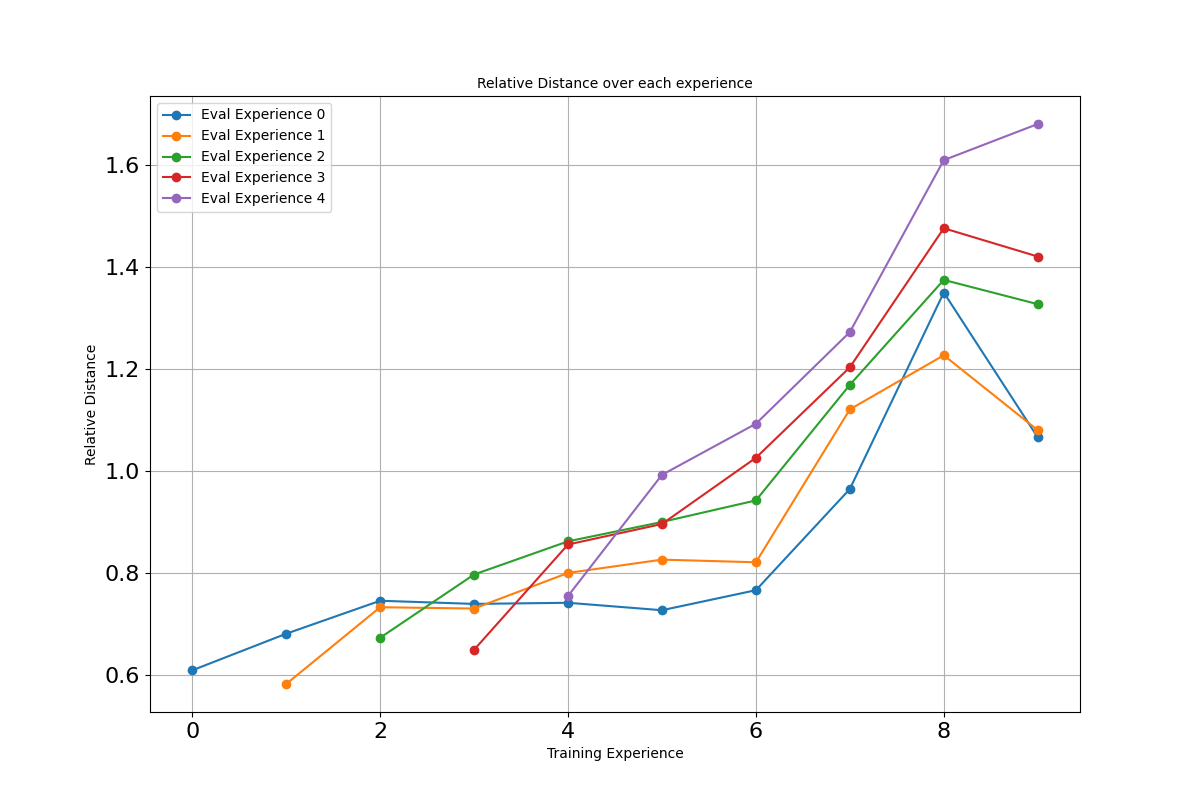 Relative Distance over each experience
Eval Experience 0
Eval Experience 1
Eval Experience 2
Eval Experience 3
Eval Experience 4
Relative Distance
1.6
1.4
1.2
1.0
0.8
0.6
0 2 4 6 8
Training Experience